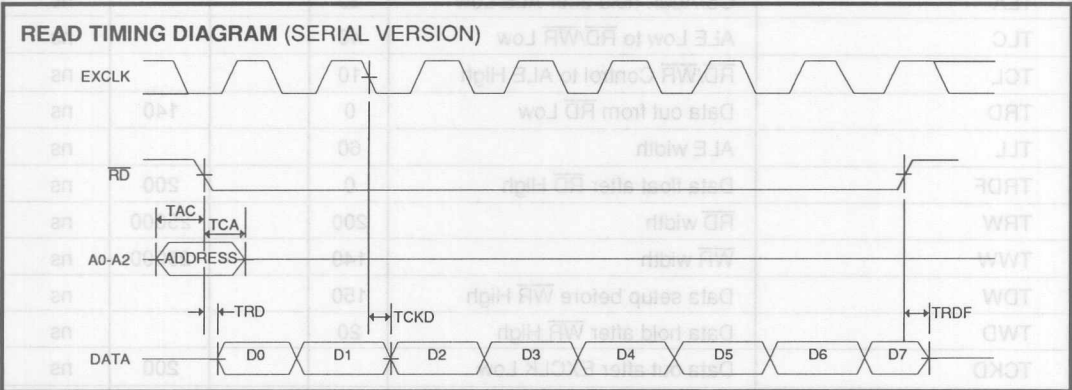 READ TIMING DIAGRAM (SERIAL VERSION)
EXCLK
RD
TAC
TCA
A0-A2 ADDRESS
TRD
TCKD
TRDF
DATA D0 D1 D2 D3 D4 D5 D6 D7
TLC ALE Low to RD/WR Low ns
TCL RD/WR Control to ALE High 10 ns
TRD Data out from RD Low 0 140 ns
TLL ALE width 60 ns
TRDF Data float after RD High 0 200 ns
TRW RD width 200 ns
TWW WR width 140 ns
TDW Data setup before WR High 150 ns
TWD Data hold after WR High 20 ns
TCKD Data out after EXCLK Low 200 ns